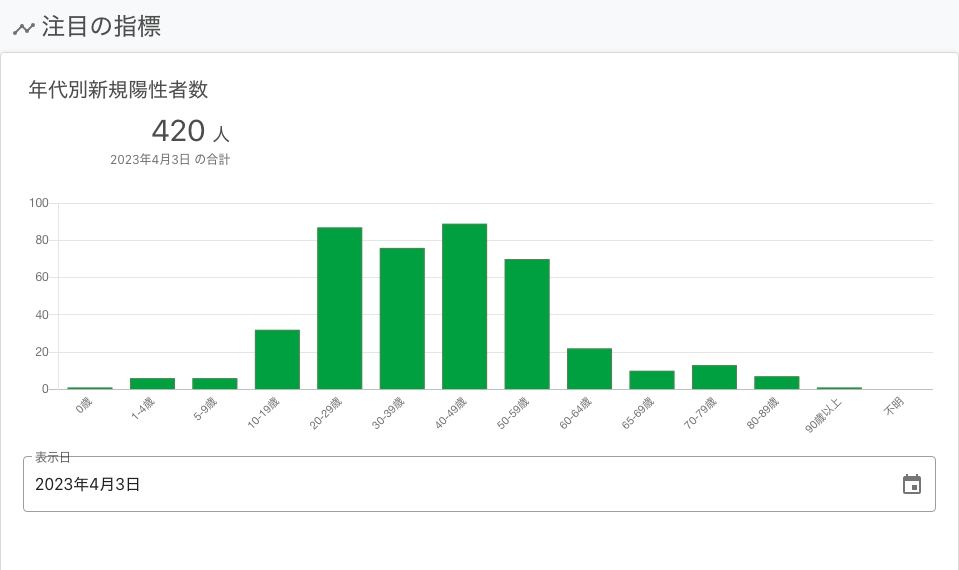 注目の指標
年代別新規陽性者数
420 人
2023年4月3日 の合計
100
80
60
40
20
0
0歳
1-4歳
5-9歳
10-19歳
20-29歳
30-39歳
40-49歳
50-59歳
60-64歳
65-69歳
70-79歳
80-89歳
90歳以上
不明
表示日
2023年4月3日